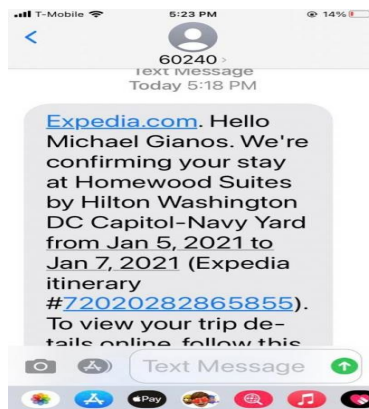 T-Mobile 5:23 PM 14%
60240
Text Message
Today 5:18 PM
Expedia.com. Hello
Michael Gianos. We're
confirming your stay
at Homewood Suites
by Hilton Washington
DC Capitol-Navy Yard
from Jan 5, 2021 to
Jan 7, 2021 (Expedia
itinerary
#72020282865855).
To view your trip de-
tails online, follow this
Text Message
Pay